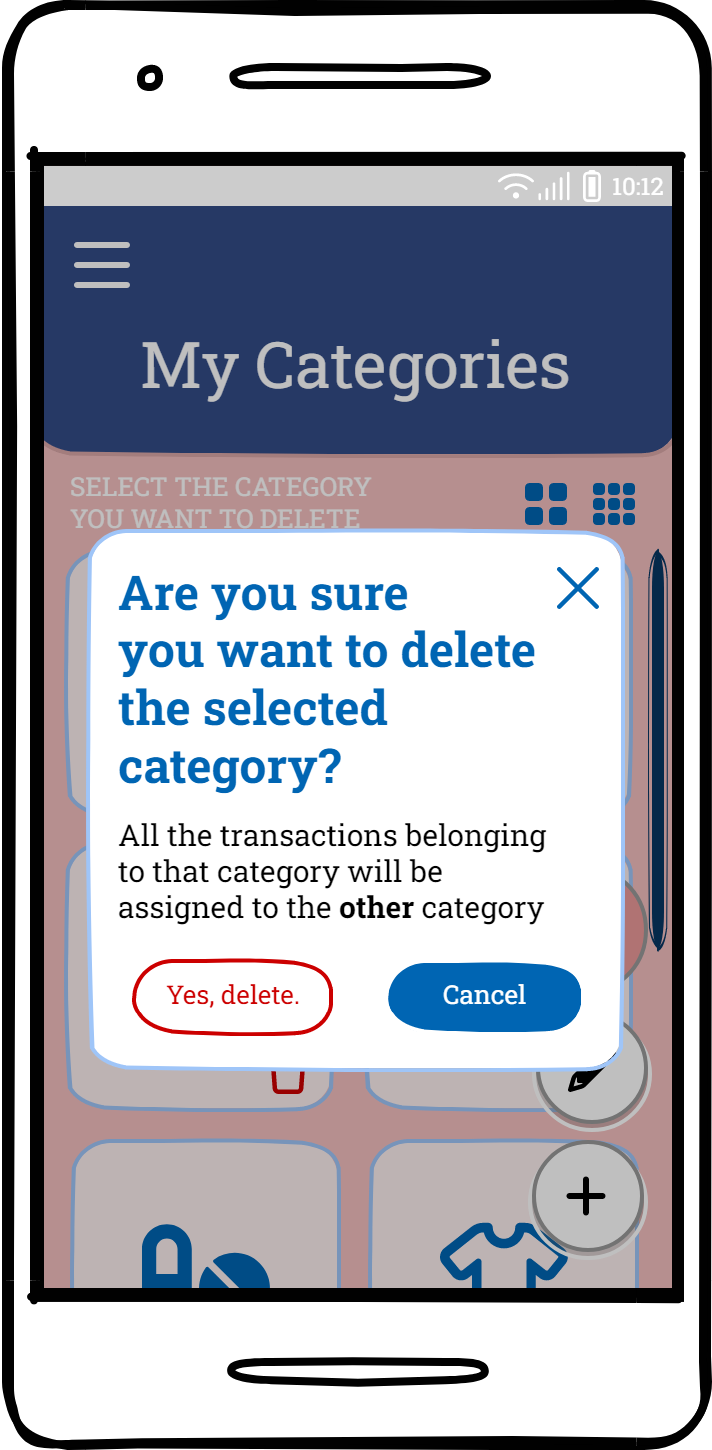 10:12
My Categories
SELECT THE CATEGORY
YOU WANT TO DELETE
Are you sure
you want to delete
the selected
category?
All the transactions belonging
to that category will be
assigned to the other category
Yes, delete.
Cancel